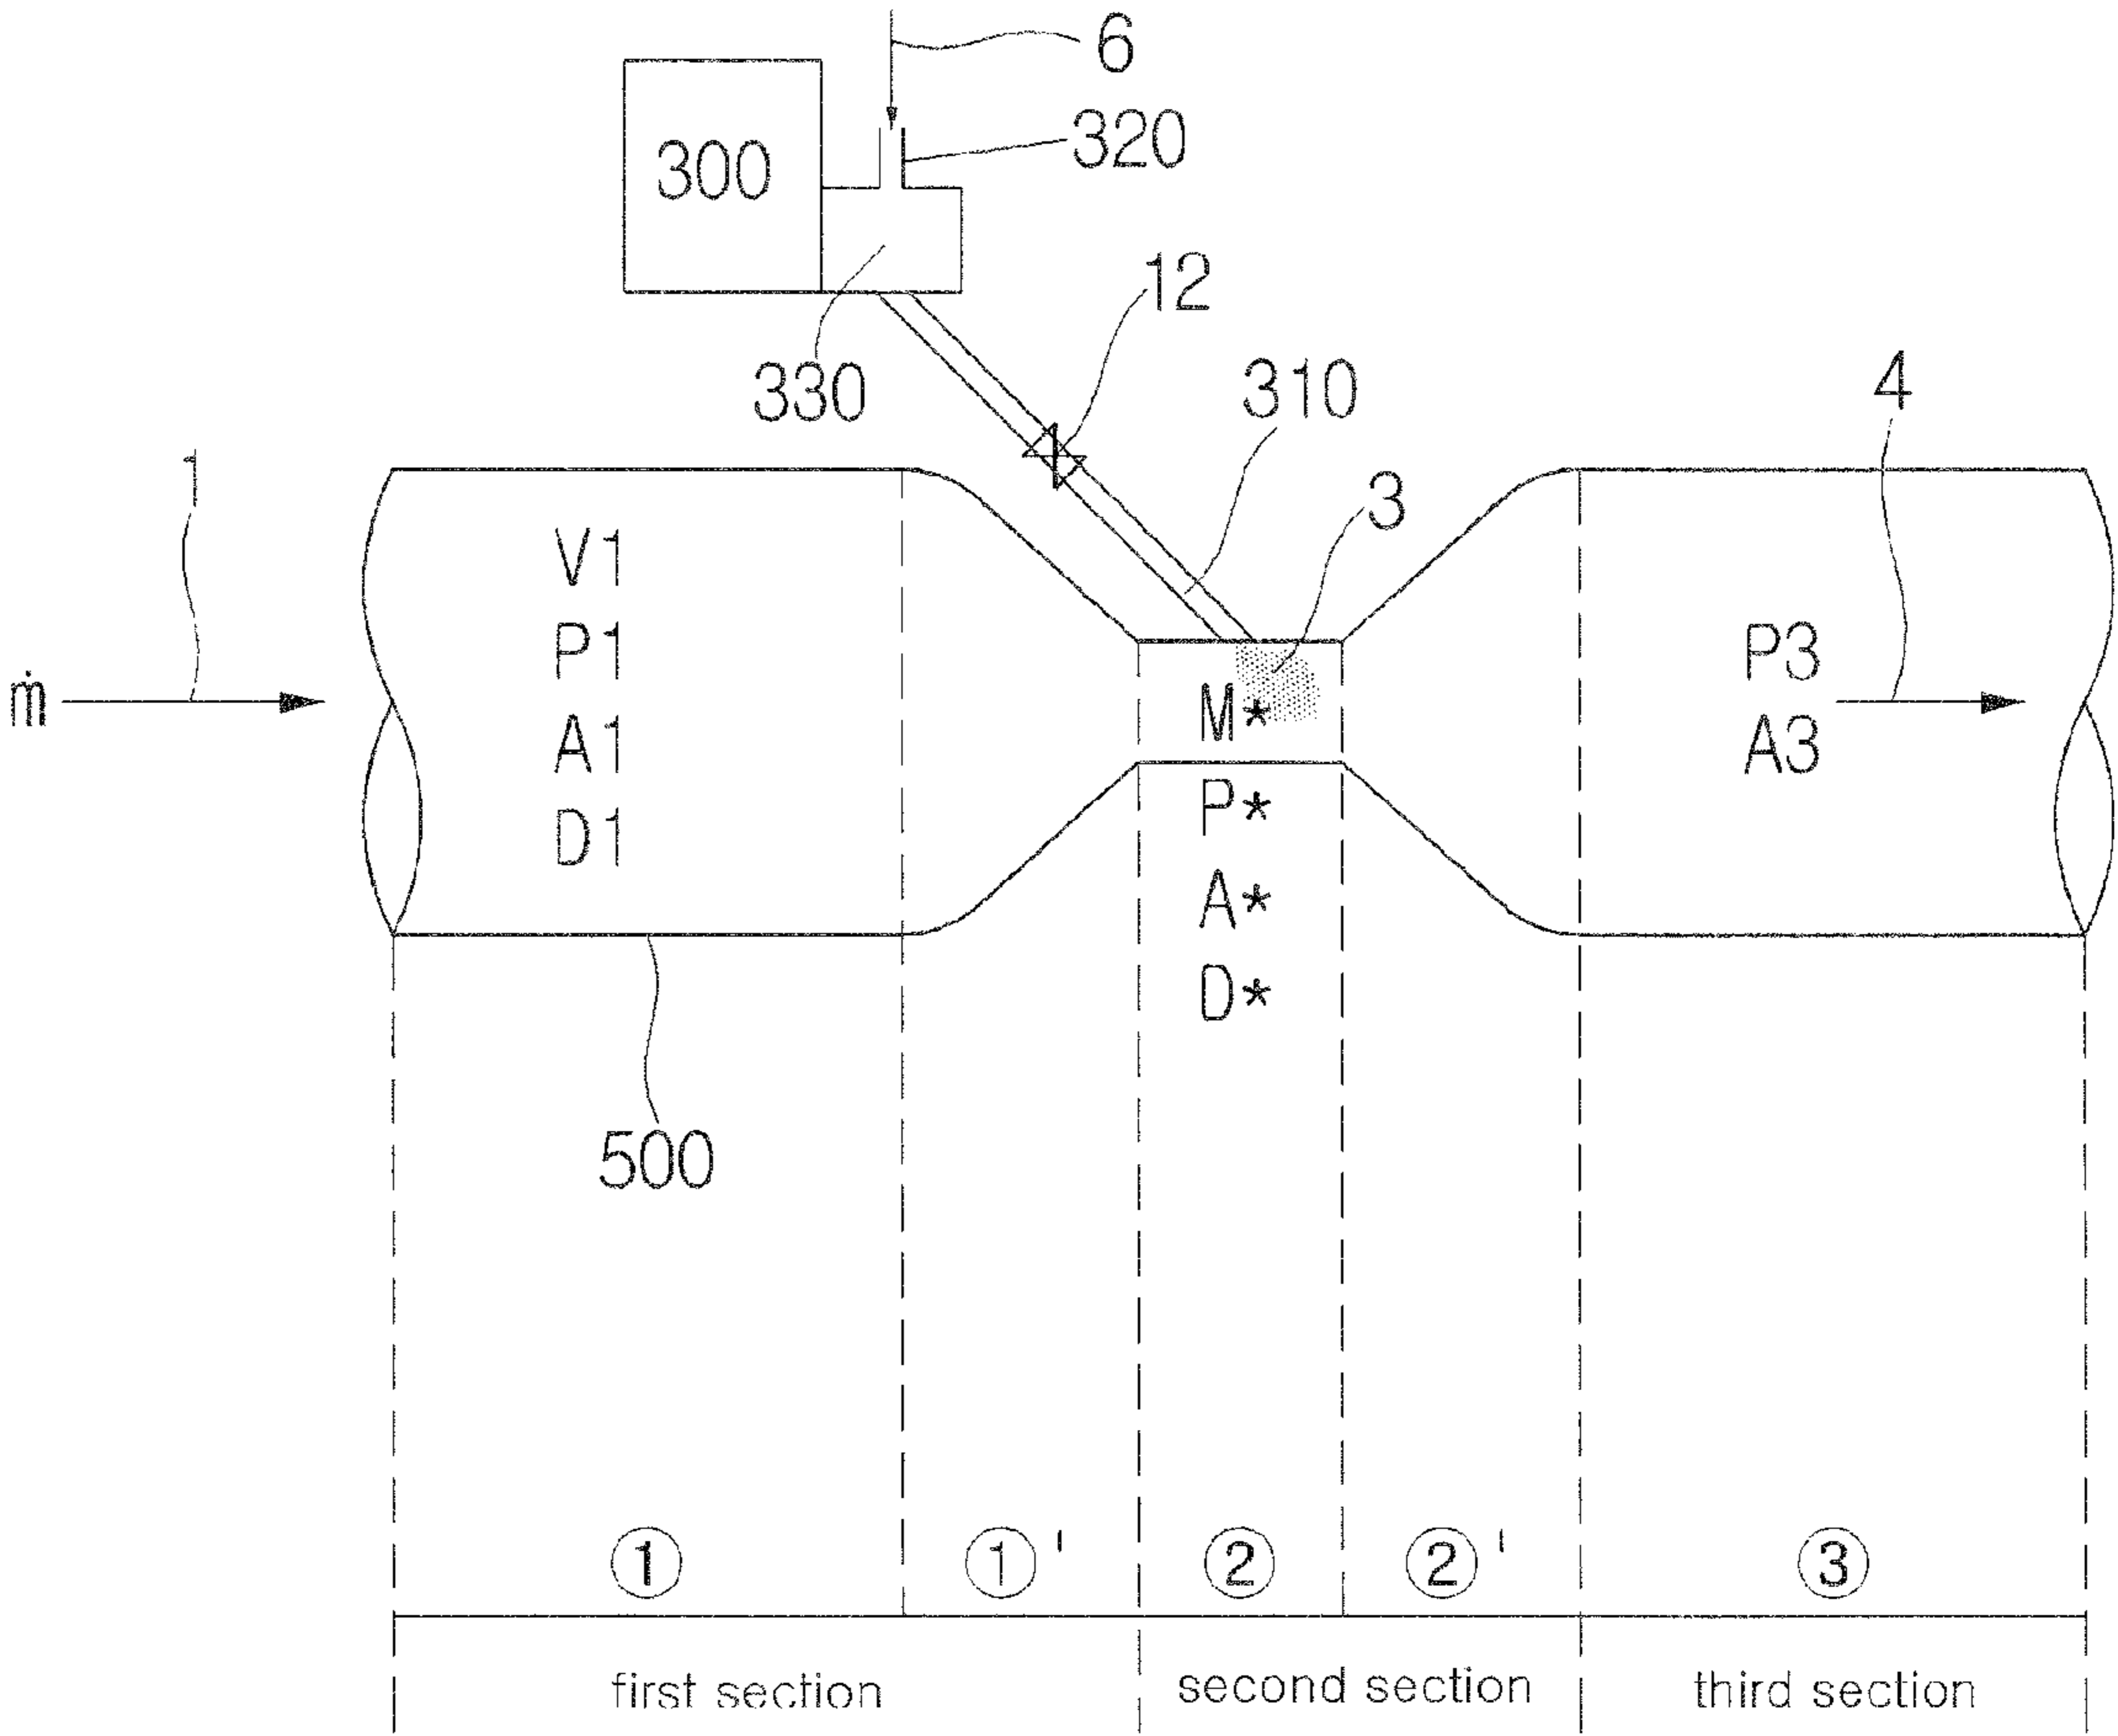 6
320
300
12
330
310
4
1
3
V1
P1
A1
D1
ṁ
M*
P*
A*
D*
P3
A3
500
① ①' ② ②' ③
first section second section third section